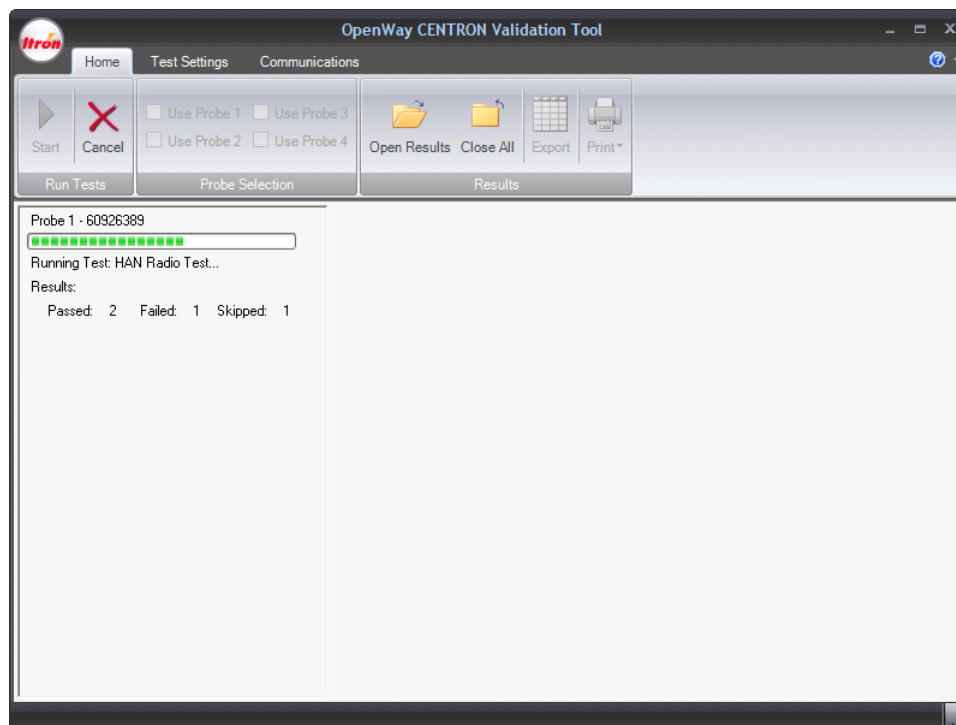 OpenWay CENTRON Validation Tool
Itrón
Home Test Settings Communications
Use Probe 1 Use Probe 3
Use Probe 2 Use Probe 4
Start Cancel Open Results Close All Export Print
Run Tests Probe Selection Results
Probe 1 - 60926389
Running Test: HAN Radio Test...
Results:
Passed: 2 Failed: 1 Skipped: 1